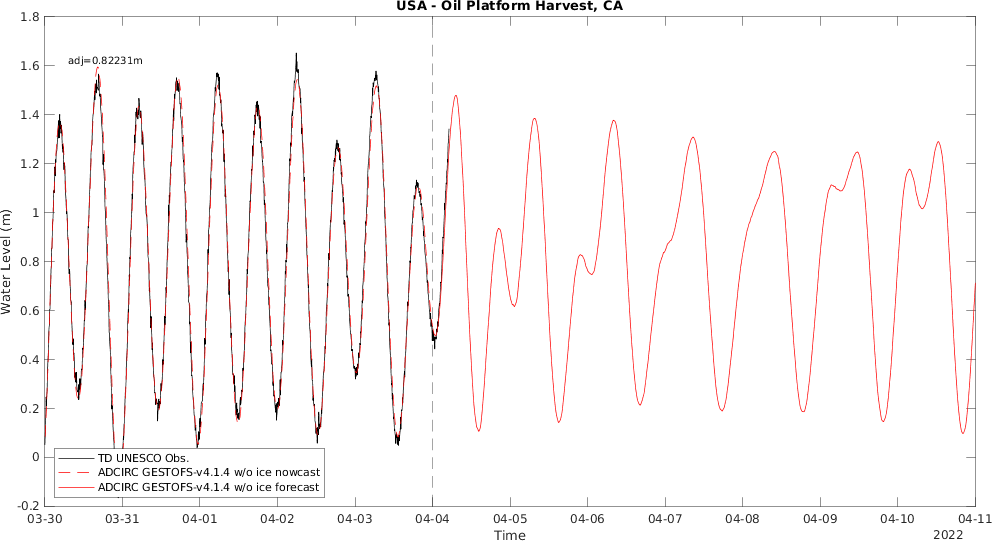 USA - Oil Platform Harvest, CA
1.8
1.6
1.4
1.2
1
0.8
0.6
0.4
0.2
0
-0.2
Water Level (m)
adj=0.82231m
TD UNESCO Obs.
ADCIRC GESTOFS-v4.1.4 w/o ice nowcast
ADCIRC GESTOFS-v4.1.4 w/o ice forecast
03-30 03-31 04-01 04-02 04-03 04-04 04-05 04-06 04-07 04-08 04-09 04-10 04-11
Time
2022